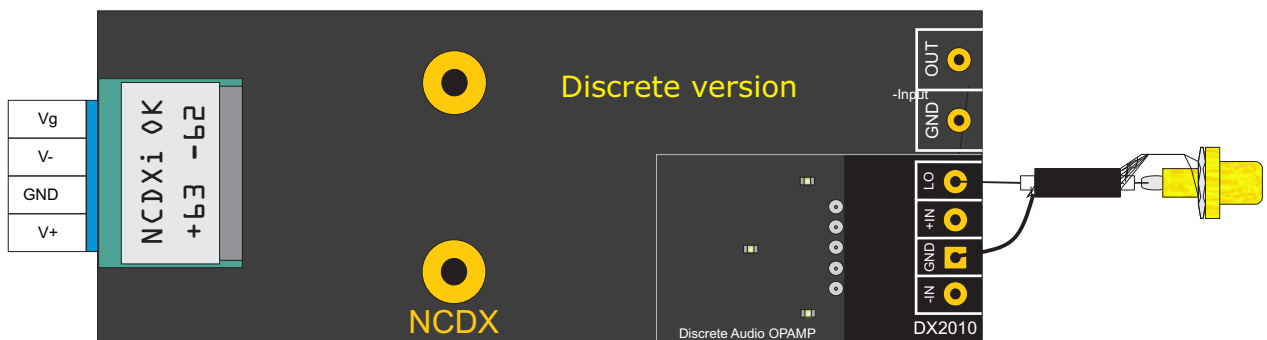 Vg
V-
GND
V+
NCDXi OK
+63 -62
Discrete version
NCDX
-Input
OUT
GND
LO
+IN
GND
-IN
DX2010
Discrete Audio OPAMP